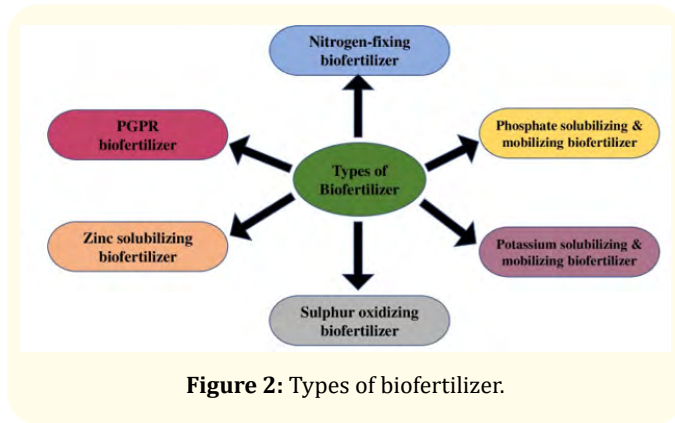 Nitrogen-fixing
biofertilizer
PGPR
biofertilizer
Phosphate solubilizing &
mobilizing biofertilizer
Types of
Biofertilizer
Zinc solubilizing
biofertilizer
Potassium solubilizing &
mobilizing biofertilizer
Sulphur oxidizing
biofertilizer
Figure 2: Types of biofertilizer.